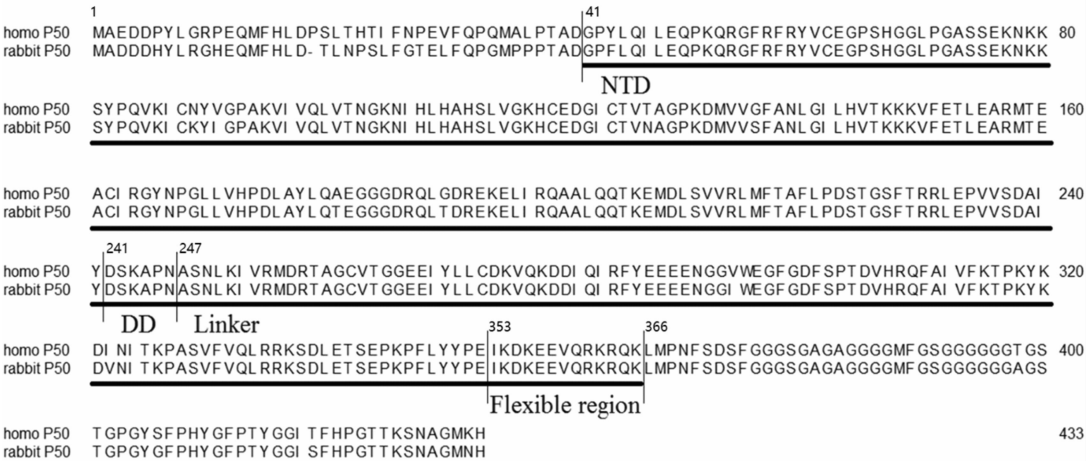 1 41
homo P50 MAEDDPYLGRPEQMFHLDPSLTHTIFNPEVFQPQMALPTADGPYLQILEQPKQRGFRFRYVCEGPSHGGLPGASSEKNKK 80
rabbit P50 MADDDHYLGRHEQMFHLD-TLNPSLFGTELFQPGMPPPTADGPFLQILEQPKQRGFRFRYVCEGPSHGGLPGASSEKNKK
NTD
homo P50 SYPQVKICNYVGPAKVIVQLVTNGKNIHLHAHSLVGKHCEDGICTVTAGPKDMVVGFANLGILHVTKKKVFETLEARMTE 160
rabbit P50 SYPQVKICKYIGPAKVIVQLVTNGKNIHLHAHSLVGKHCEDGICTVNAGPKDMVVSFANLGILHVTKKKVFETLEARMTE
homo P50 ACIRGYNPGLLVHPDLAYLQAEGGGDRQLGDREKELIRQAALQQTKEMDLSVVRLMFTAFLPDSTGSFTRRLEPVVSDAI 240
rabbit P50 ACIRGYNPGLLVHPDLAYLQTEGGGDRQLTDREKEIIRQAALQQTKEMDLSVVRLMFTAFLPDSTGSFTRRLEPVVSDAI
241 247
homo P50 YDSKAPNASNLKIVRMDRTAGCVTGGEEIYLLCDKVQKDDIQIRFYEEEENGGVWEGFGDFSPTDVHRQFAIVFKTPKYK 320
rabbit P50 YDSKAPNASNLKIVRMDRTAGCVTGGEEIYLLCDKVQKDDIQIRFYEEEENGGIWEGFGDFSPTDVHRQFAIVFKTPKYK
DD Linker
353 366
homo P50 DINITKPASVFVQLRRKSDLETSEPKPFLYYPEIKDKEEVQRKRQKLMPNFSDSFGGGSGAGAGGGGMFGSGGGGGGTGS 400
rabbit P50 DVNITKPASVFVQLRRKSDLETSEPKPFLYYPEIKDKEEVQRKRQKLMPNFSDSFGGGSGAGAGGGGMFGSGGGGGGAGS
Flexible region
homo P50 TGPGYSFPHYGFPTYGGITFHPGTTKSNAGMKH 433
rabbit P50 TGPGYGFPHYGFPTYGGISFHPGTTKSNAGMNH